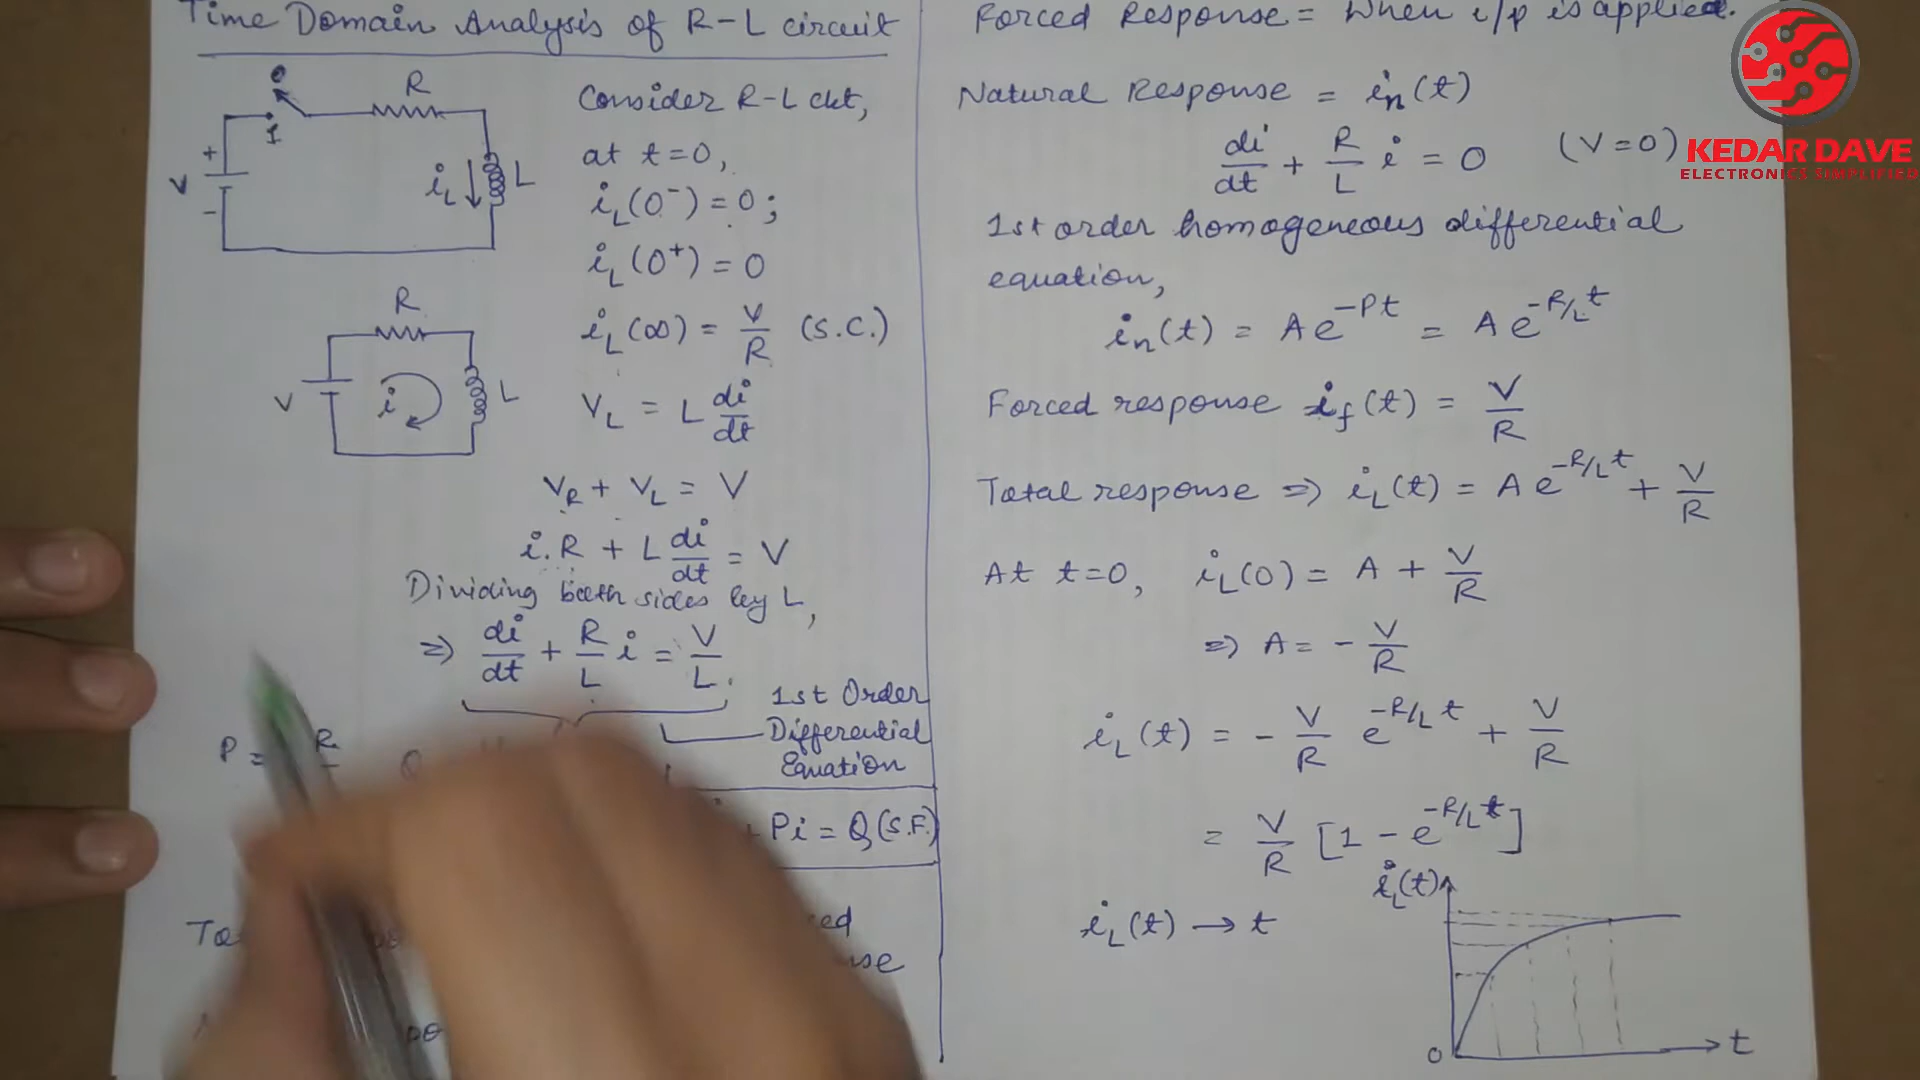 Time Domain Analysis of R-L circuit
0
R
1
+
V
-
iL
L
Consider R-L ckt,
at t=0,
iL(0⁻) = 0;
iL(0⁺) = 0
iL(∞) = V/R (S.C.)
R
V
i
L
VL = L di/dt
VR + VL = V
i.R + L di/dt = V
Dividing both sides by L,
⇒ di/dt + R/L i = V/L.
1st Order
Differential
Equation
P =
R
Pi = Q (S.F.)
Forced Response = When i/p is applied.
Natural Response = in(t)
di/dt + R/L i = 0 (V=0)
1st order homogeneous differential
equation,
in(t) = A e^-Pt = A e^-R/L t
Forced response if(t) = V/R
Total response ⇒ iL(t) = A e^-R/L t + V/R
At t=0, iL(0) = A + V/R
⇒ A = - V/R
iL(t) = - V/R e^-R/L t + V/R
= V/R [1 - e^-R/L t]
iL(t) → t
iL(t)
0
t
KEDAR DAVE
ELECTRONICS SIMPLIFIED